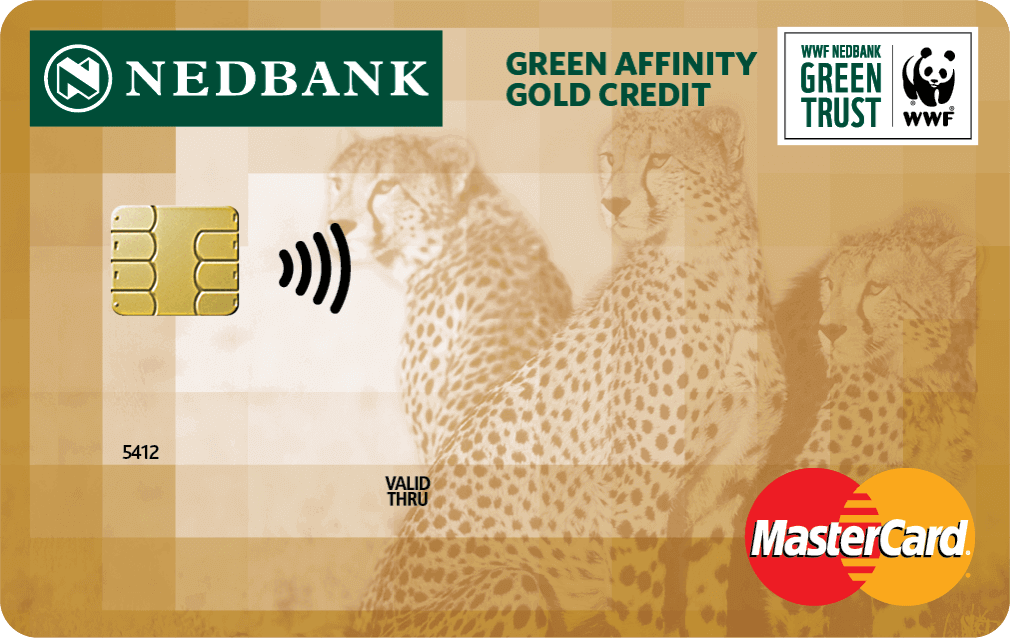 NEDBANK
GREEN AFFINITY
GOLD CREDIT
WWF NEDBANK
GREEN
TRUST
® ®
WWF
5412
VALID
THRU
MasterCard.